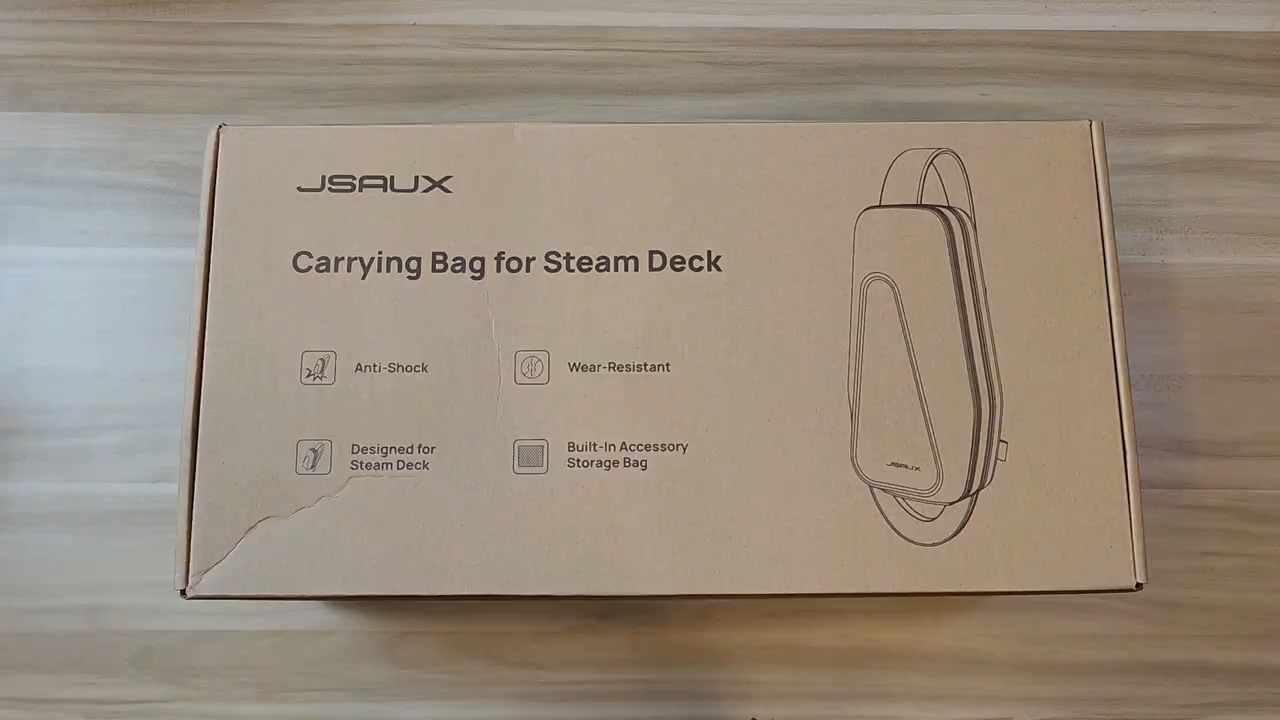 JSAUX
Carrying Bag for Steam Deck
Anti-Shock
Wear-Resistant
Designed for
Steam Deck
Built-In Accessory
Storage Bag
JSAUX